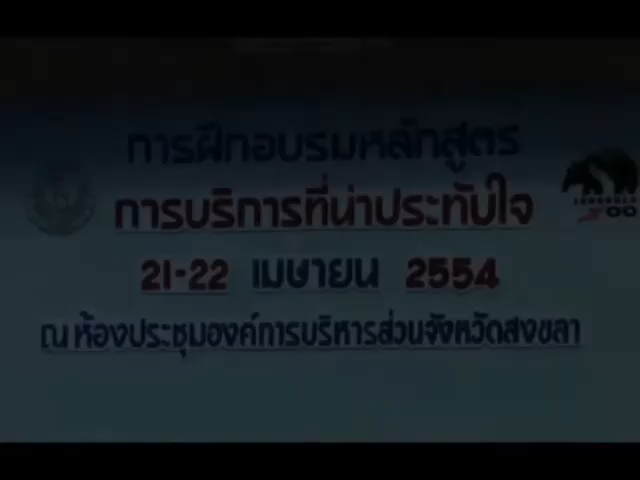 การฝึกอบรมหลักสูตร
การบริการที่น่าประทับใจ
21-22 เมษายน 2554
ณ ห้องประชุมองค์การบริหารส่วนจังหวัดสงขลา
SONGKHLA
ZOO